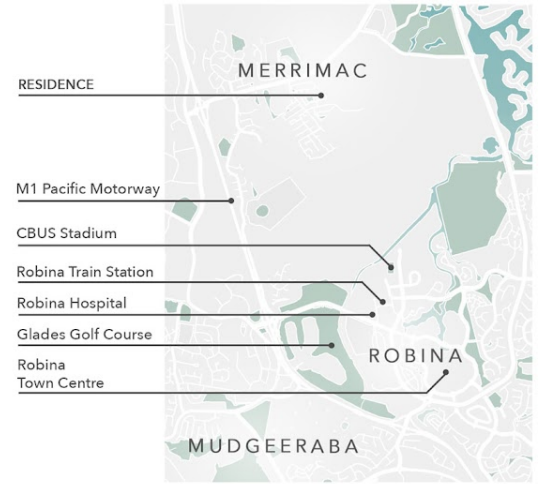 MERRIMAC
RESIDENCE
M1 Pacific Motorway
CBUS Stadium
Robina Train Station
Robina Hospital
Glades Golf Course
ROBINA
Robina
Town Centre
MUDGEERABA